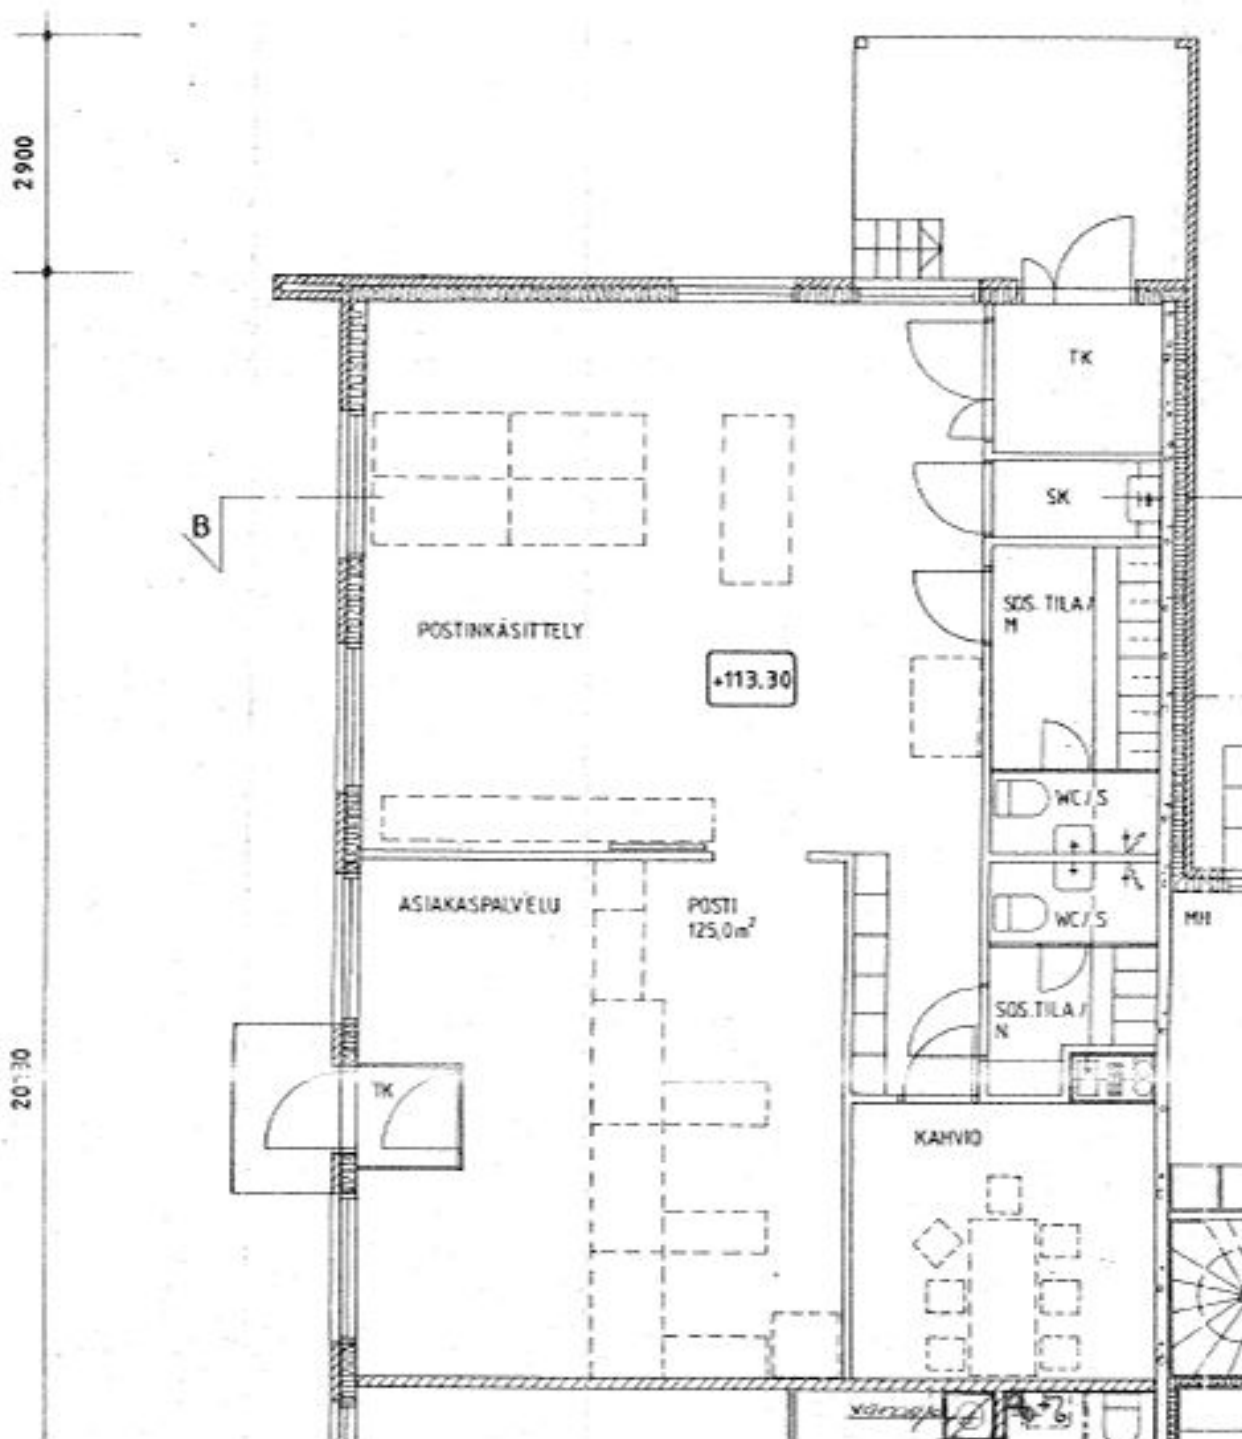 2900
TK
B
SK
SOS. TILA /
M
POSTINKÄSITTELY
+113.30
WC/S
ASIAKASPALVELU
POSTI
125,0m²
WC/S
MH
SOS.TILA /
N
TK
KAHVIO